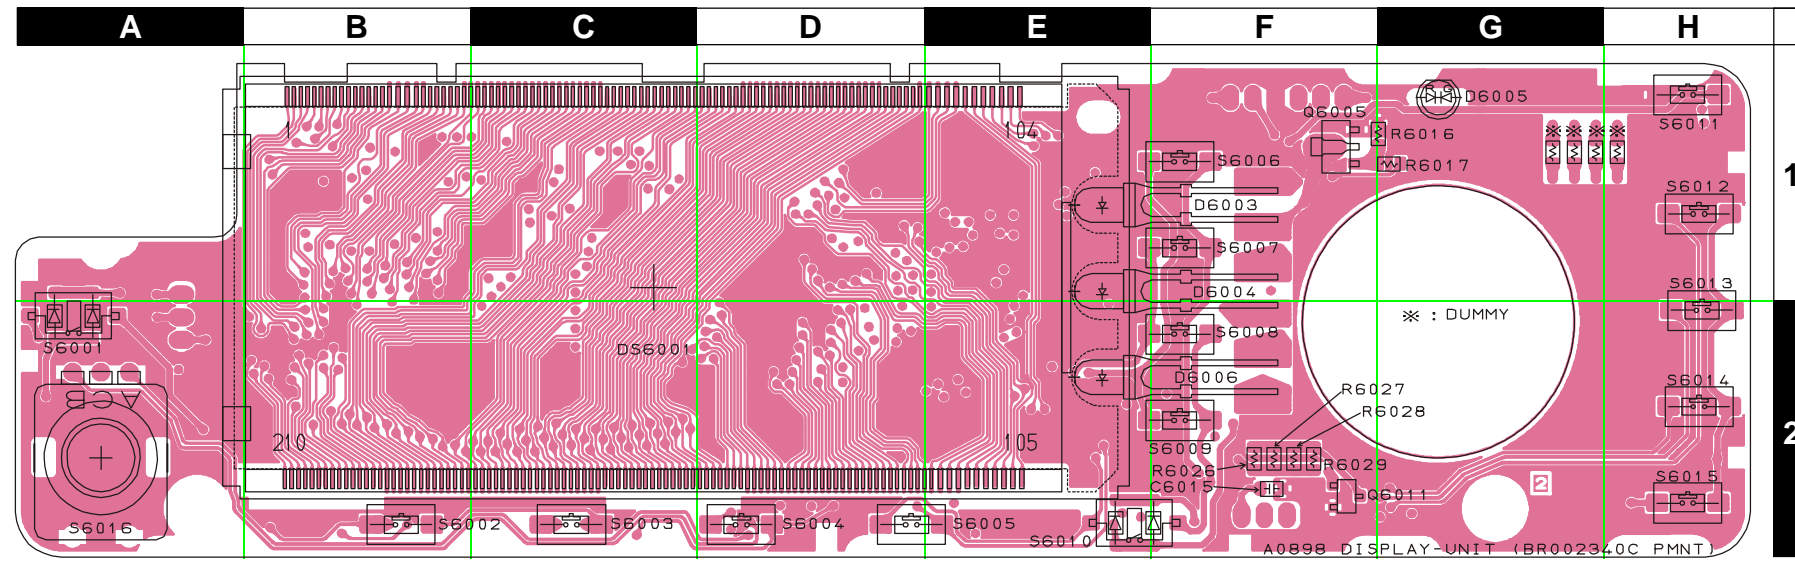 A B C D E F G H
1
1 104
D6005
Q6005
R6016
S6011
S6006
R6017
S6012
D6003
S6007
S6013
D6004
※ : DUMMY
S6001
DS6001
S6008
D6006
S6014
R6027
A C B
R6028
2
210 105
S6009
R6026
R6029
S6015
C6015
2
Q6011
S6016
S6002
S6003
S6004
S6005
S6010
A0898 DISPLAY-UNIT (BR002340C PMNT)